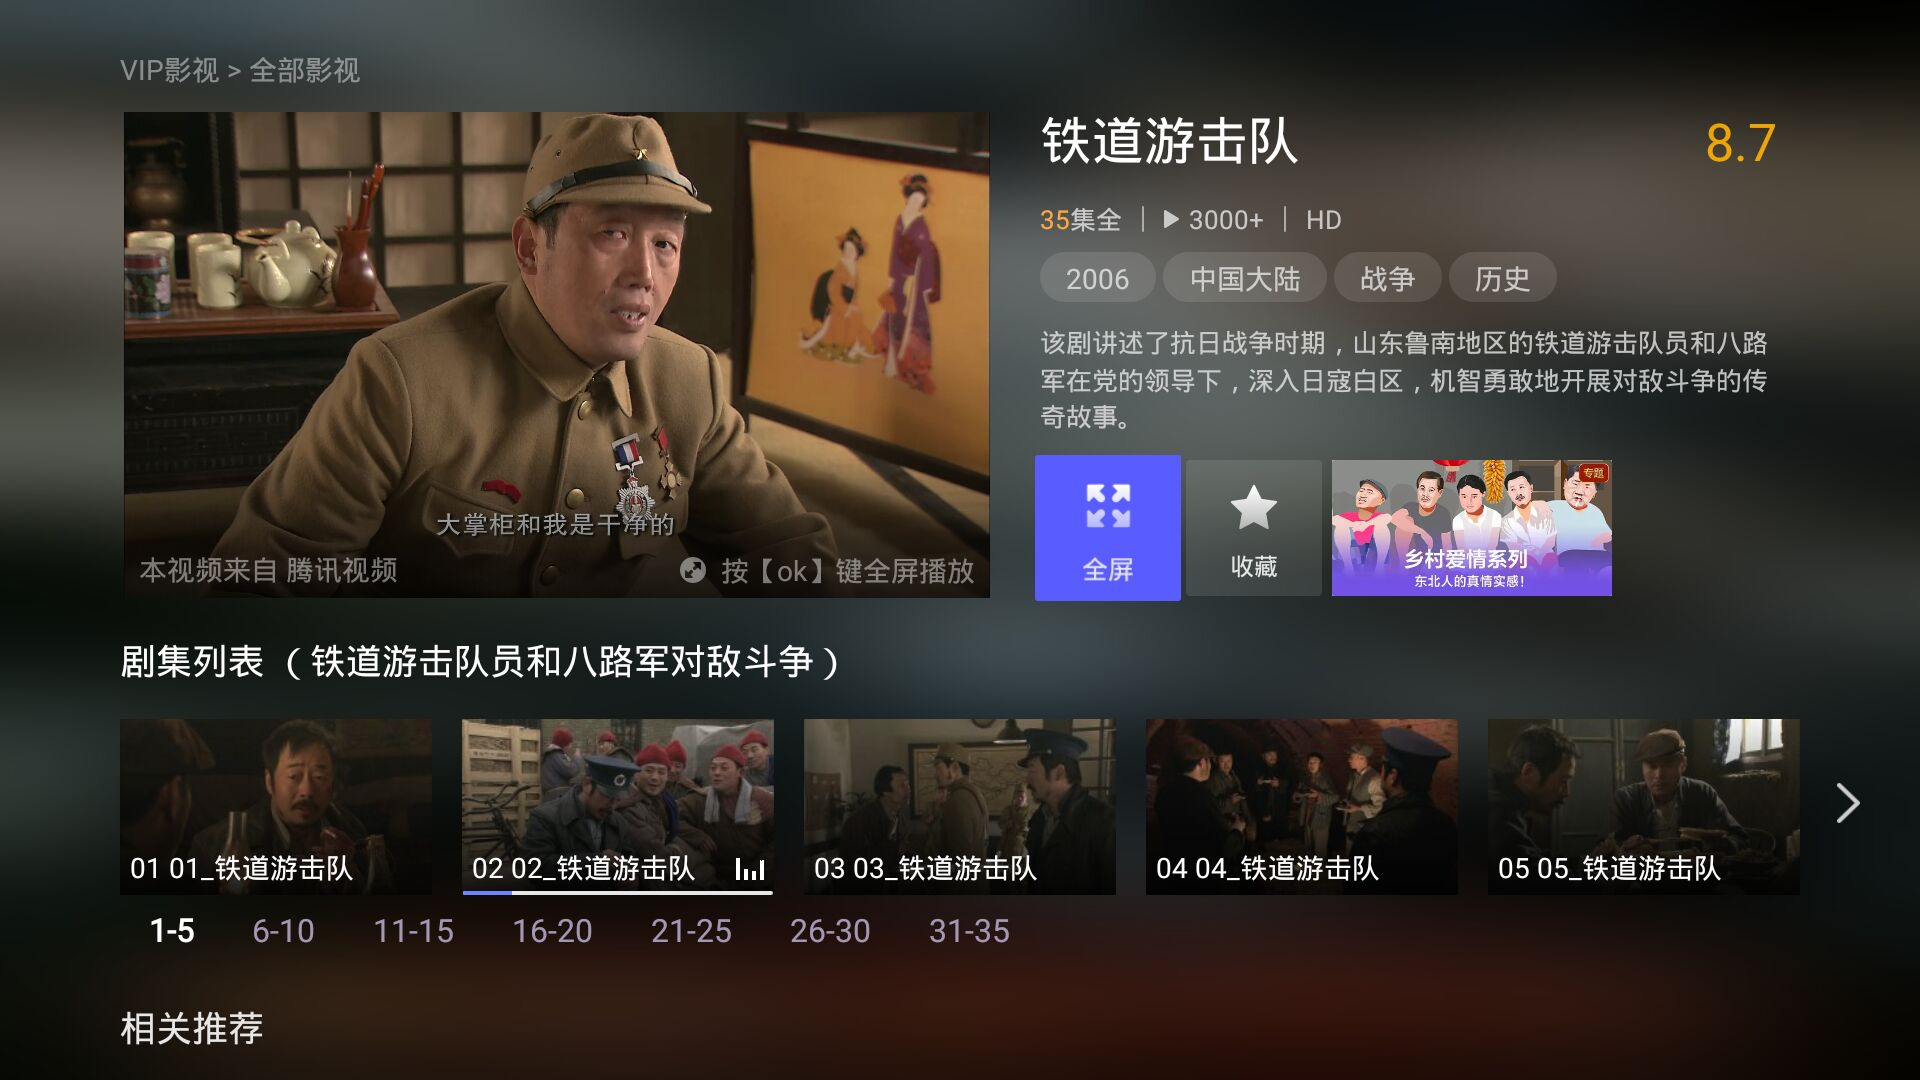 VIP影视 > 全部影视
铁道游击队
8.7
35集全 | ▶ 3000+ | HD
2006 中国大陆 战争 历史
该剧讲述了抗日战争时期，山东鲁南地区的铁道游击队员和八路
军在党的领导下，深入日寇白区，机智勇敢地开展对敌斗争的传
奇故事。
大掌柜和我是干净的
本视频来自 腾讯视频
按【ok】键全屏播放
全屏
收藏
专题
乡村爱情系列
东北人的真情实感！
剧集列表 （铁道游击队员和八路军对敌斗争）
01 01_铁道游击队
02 02_铁道游击队
03 03_铁道游击队
04 04_铁道游击队
05 05_铁道游击队
1-5 6-10 11-15 16-20 21-25 26-30 31-35
相关推荐